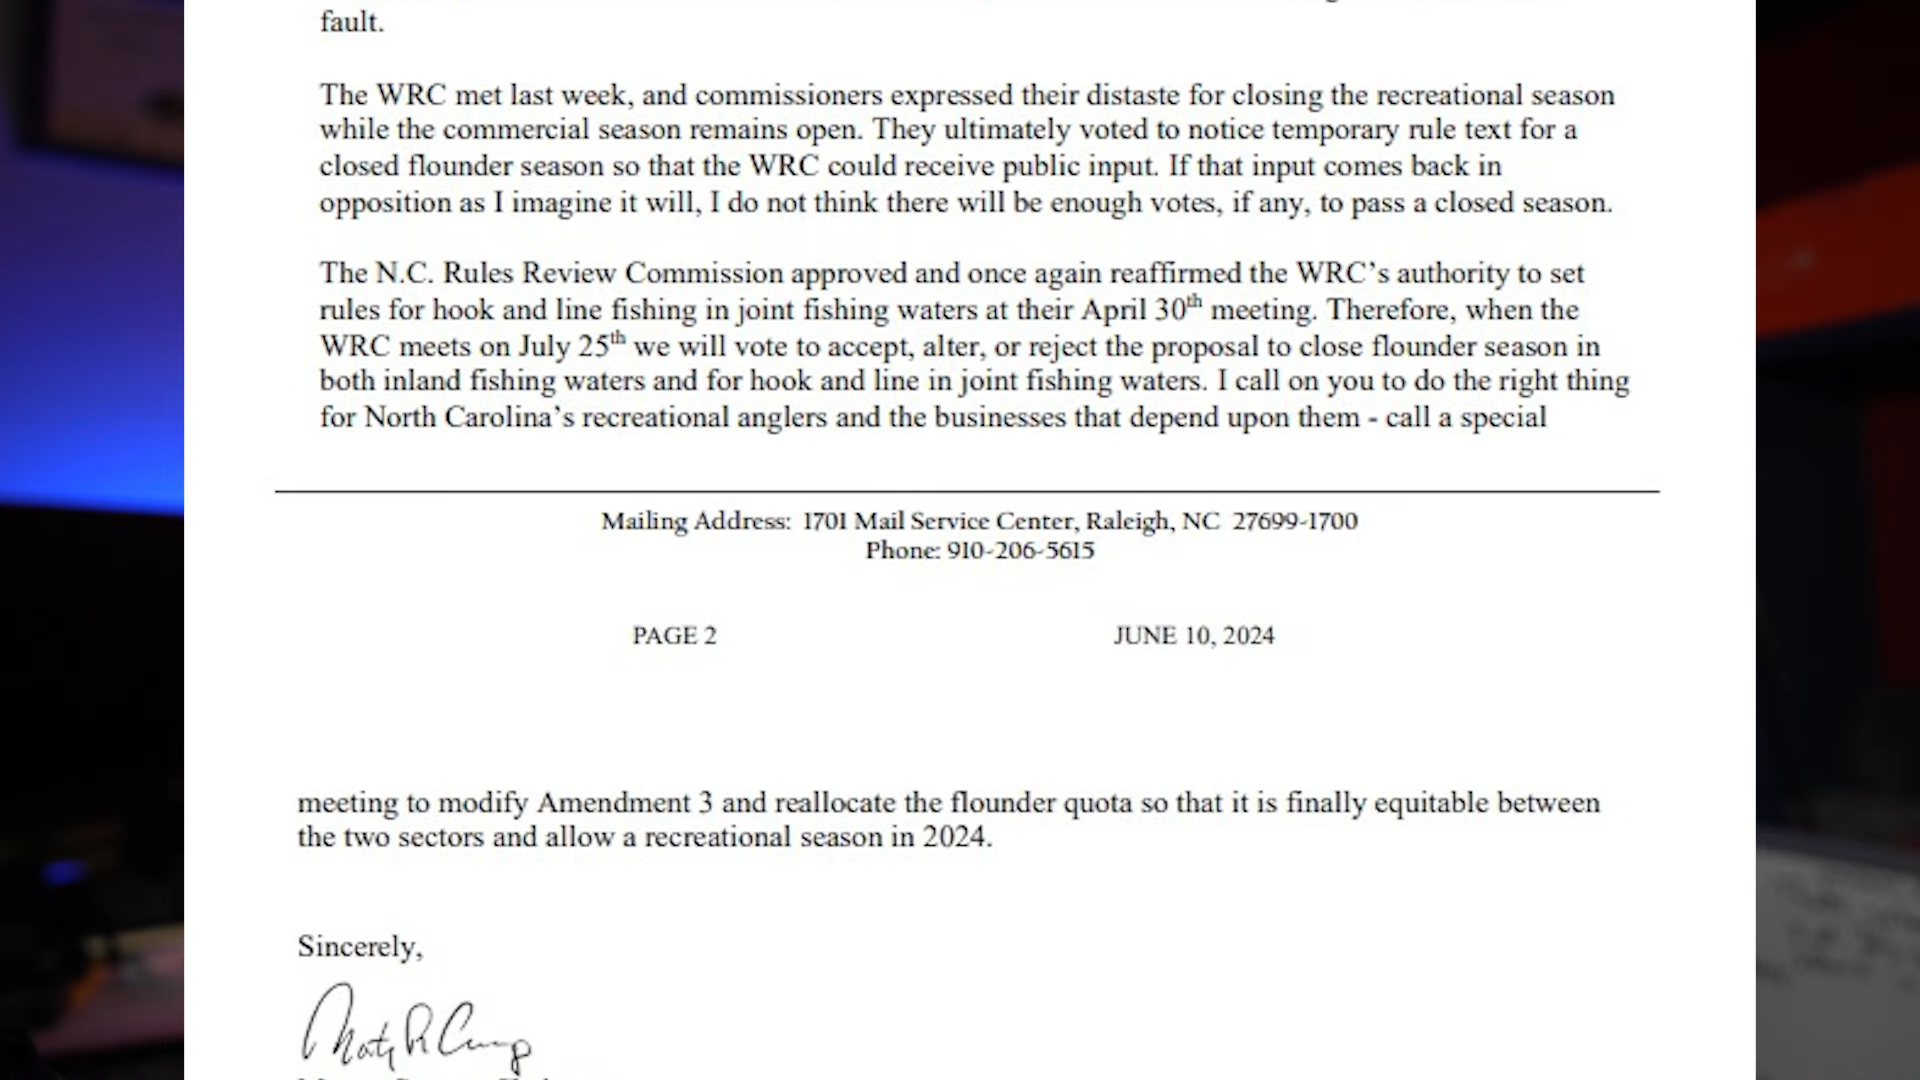 fault.
The WRC met last week, and commissioners expressed their distaste for closing the recreational season
while the commercial season remains open. They ultimately voted to notice temporary rule text for a
closed flounder season so that the WRC could receive public input. If that input comes back in
opposition as I imagine it will, I do not think there will be enough votes, if any, to pass a closed season.
The N.C. Rules Review Commission approved and once again reaffirmed the WRC's authority to set
rules for hook and line fishing in joint fishing waters at their April 30th meeting. Therefore, when the
WRC meets on July 25th we will vote to accept, alter, or reject the proposal to close flounder season in
both inland fishing waters and for hook and line in joint fishing waters. I call on you to do the right thing
for North Carolina's recreational anglers and the businesses that depend upon them - call a special
Mailing Address: 1701 Mail Service Center, Raleigh, NC 27699-1700
Phone: 910-206-5615
PAGE 2 JUNE 10, 2024
meeting to modify Amendment 3 and reallocate the flounder quota so that it is finally equitable between
the two sectors and allow a recreational season in 2024.
Sincerely,